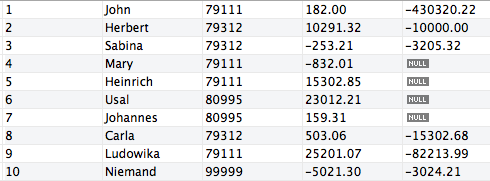 1 John 79111 182.00 -430320.22
2 Herbert 79312 10291.32 -10000.00
3 Sabina 79312 -253.21 -3205.32
4 Mary 79111 -832.01 NULL
5 Heinrich 79111 15302.85 NULL
6 Usal 80995 23012.21 NULL
7 Johannes 80995 159.31 NULL
8 Carla 79312 503.06 -15302.68
9 Ludowika 79111 25201.07 -82213.99
10 Niemand 99999 -5021.30 -3024.21